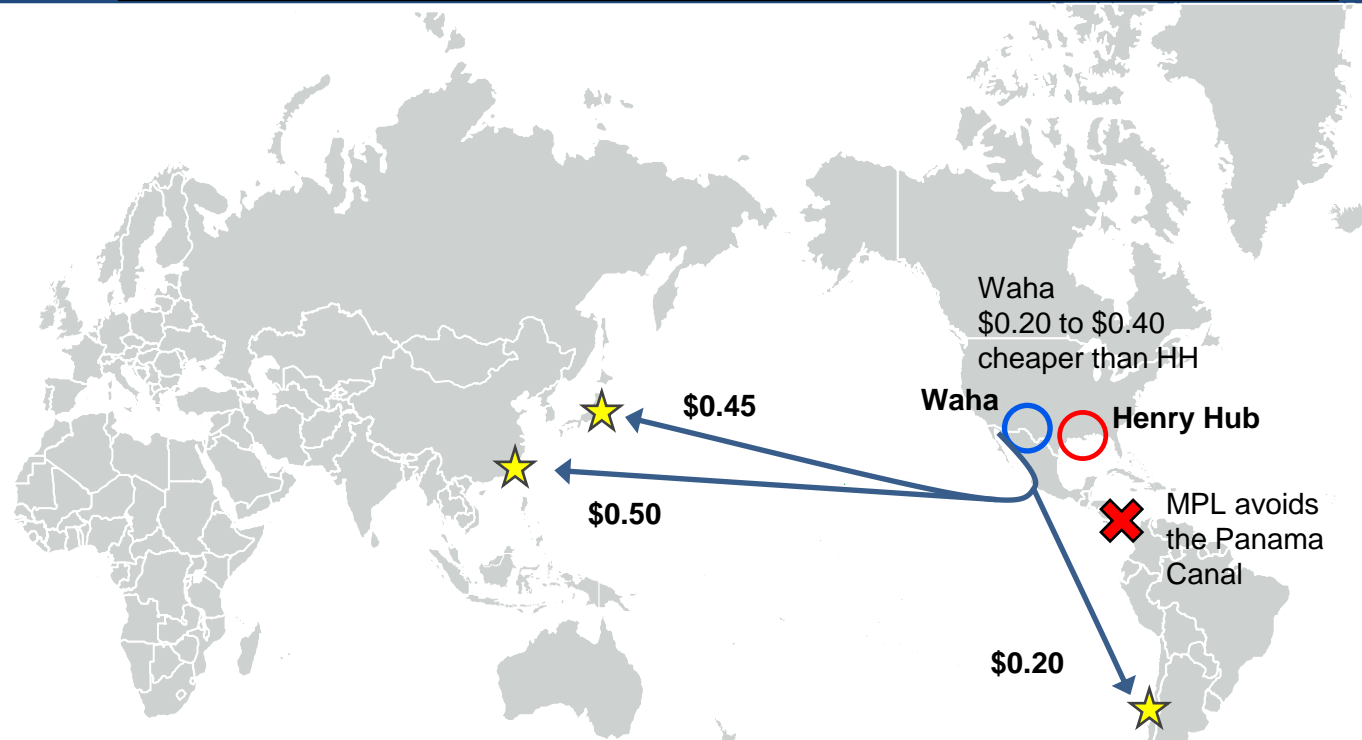 Waha
$0.20 to $0.40
cheaper than HH
Waha
Henry Hub
$0.45
$0.50
MPL avoids
the Panama
Canal
$0.20